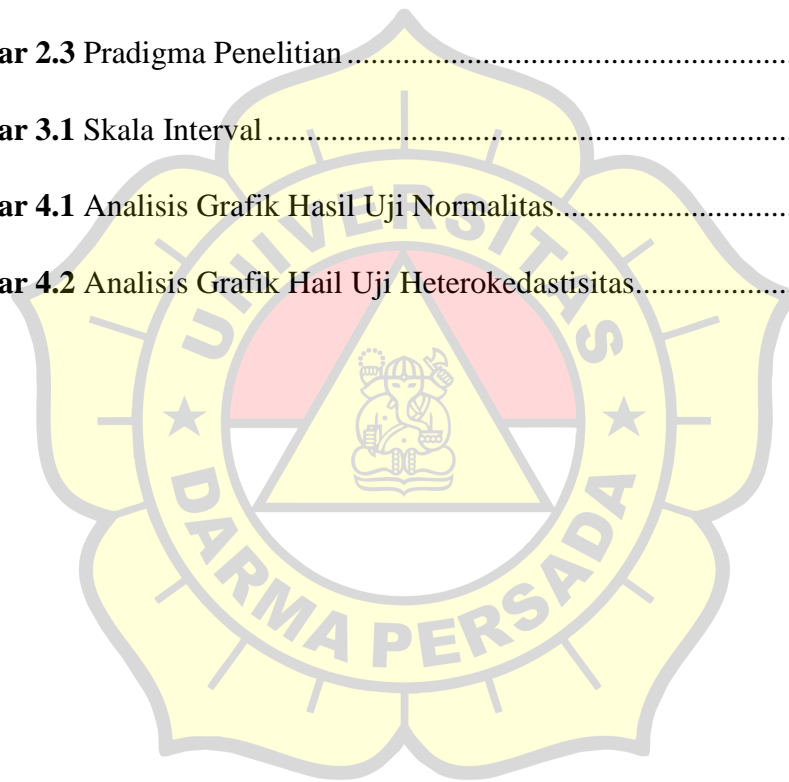 ar 2.3 Pradigma Penelitian........................................................................
ar 3.1 Skala Interval.....................................................................................
ar 4.1 Analisis Grafik Hasil Uji Normalitas......................................
ar 4.2 Analisis Grafik Hail Uji Heterokedastisitas.........................
UNIVERSITAS
DARMA PERSADA